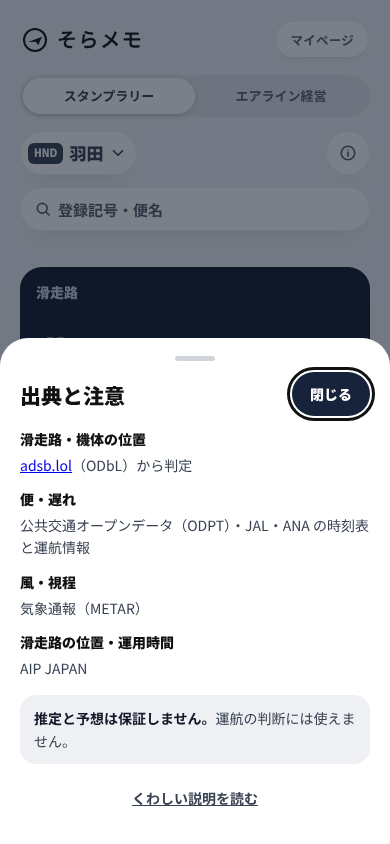 そらメモ
マイページ
スタンプラリー
エアライン経営
HND 羽田
登録記号・便名
滑走路
出典と注意
閉じる
滑走路・機体の位置
adsb.lol（ODbL）から判定
便・遅れ
公共交通オープンデータ（ODPT）・JAL・ANA の時刻表
と運航情報
風・視程
気象通報（METAR）
滑走路の位置・運用時間
AIP JAPAN
推定と予想は保証しません。運航の判断には使えま
せん。
くわしい説明を読む